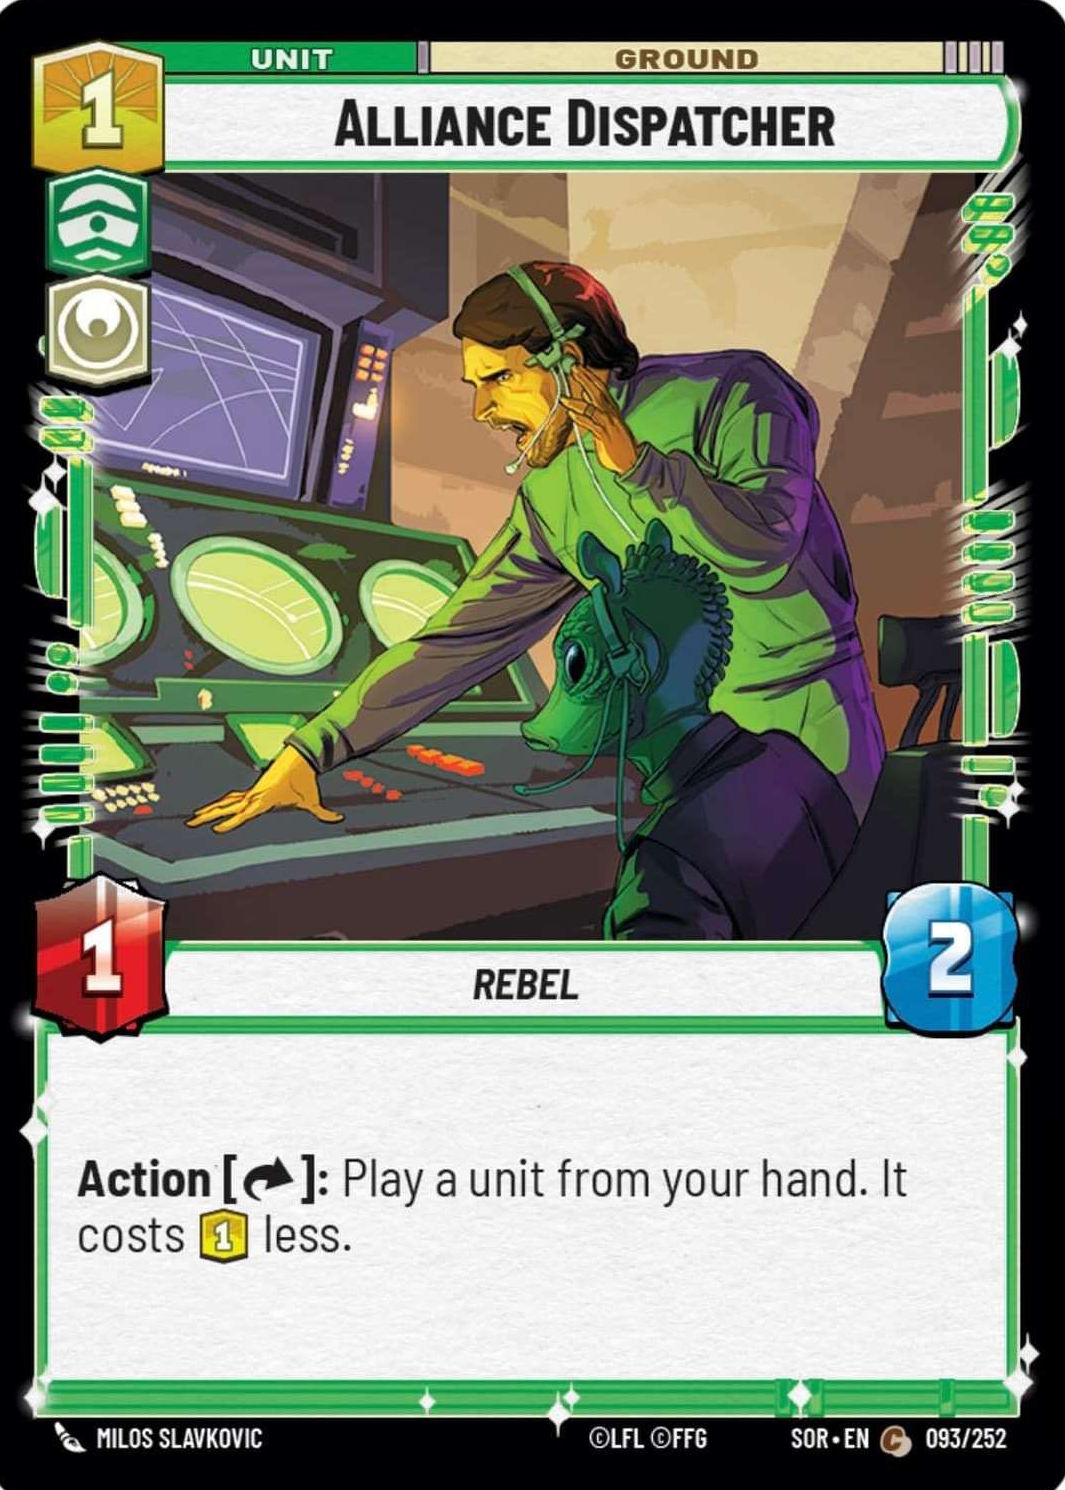 UNIT
GROUND
1
ALLIANCE DISPATCHER
1
REBEL
2
Action [ ]: Play a unit from your hand. It
costs 1 less.
MILOS SLAVKOVIC
©LFL ©FFG
SOR•EN C 093/252